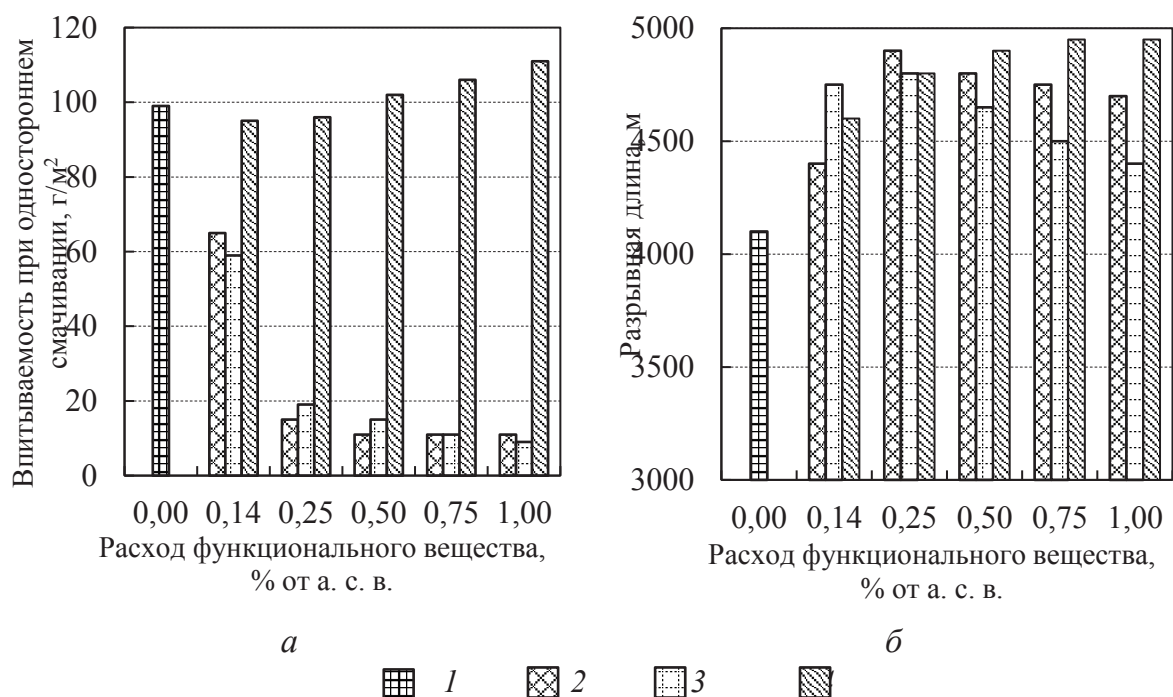 Впитываемость при одностороннем
смачивании, г/м²
120
100
80
60
40
20
0
0,00 0,14 0,25 0,50 0,75 1,00
Расход функционального вещества,
% от а. с. в.
а
Разрывная длина, м
5000
4500
4000
3500
3000
0,00 0,14 0,25 0,50 0,75 1,00
Расход функционального вещества,
% от а. с. в.
б
1 2 3